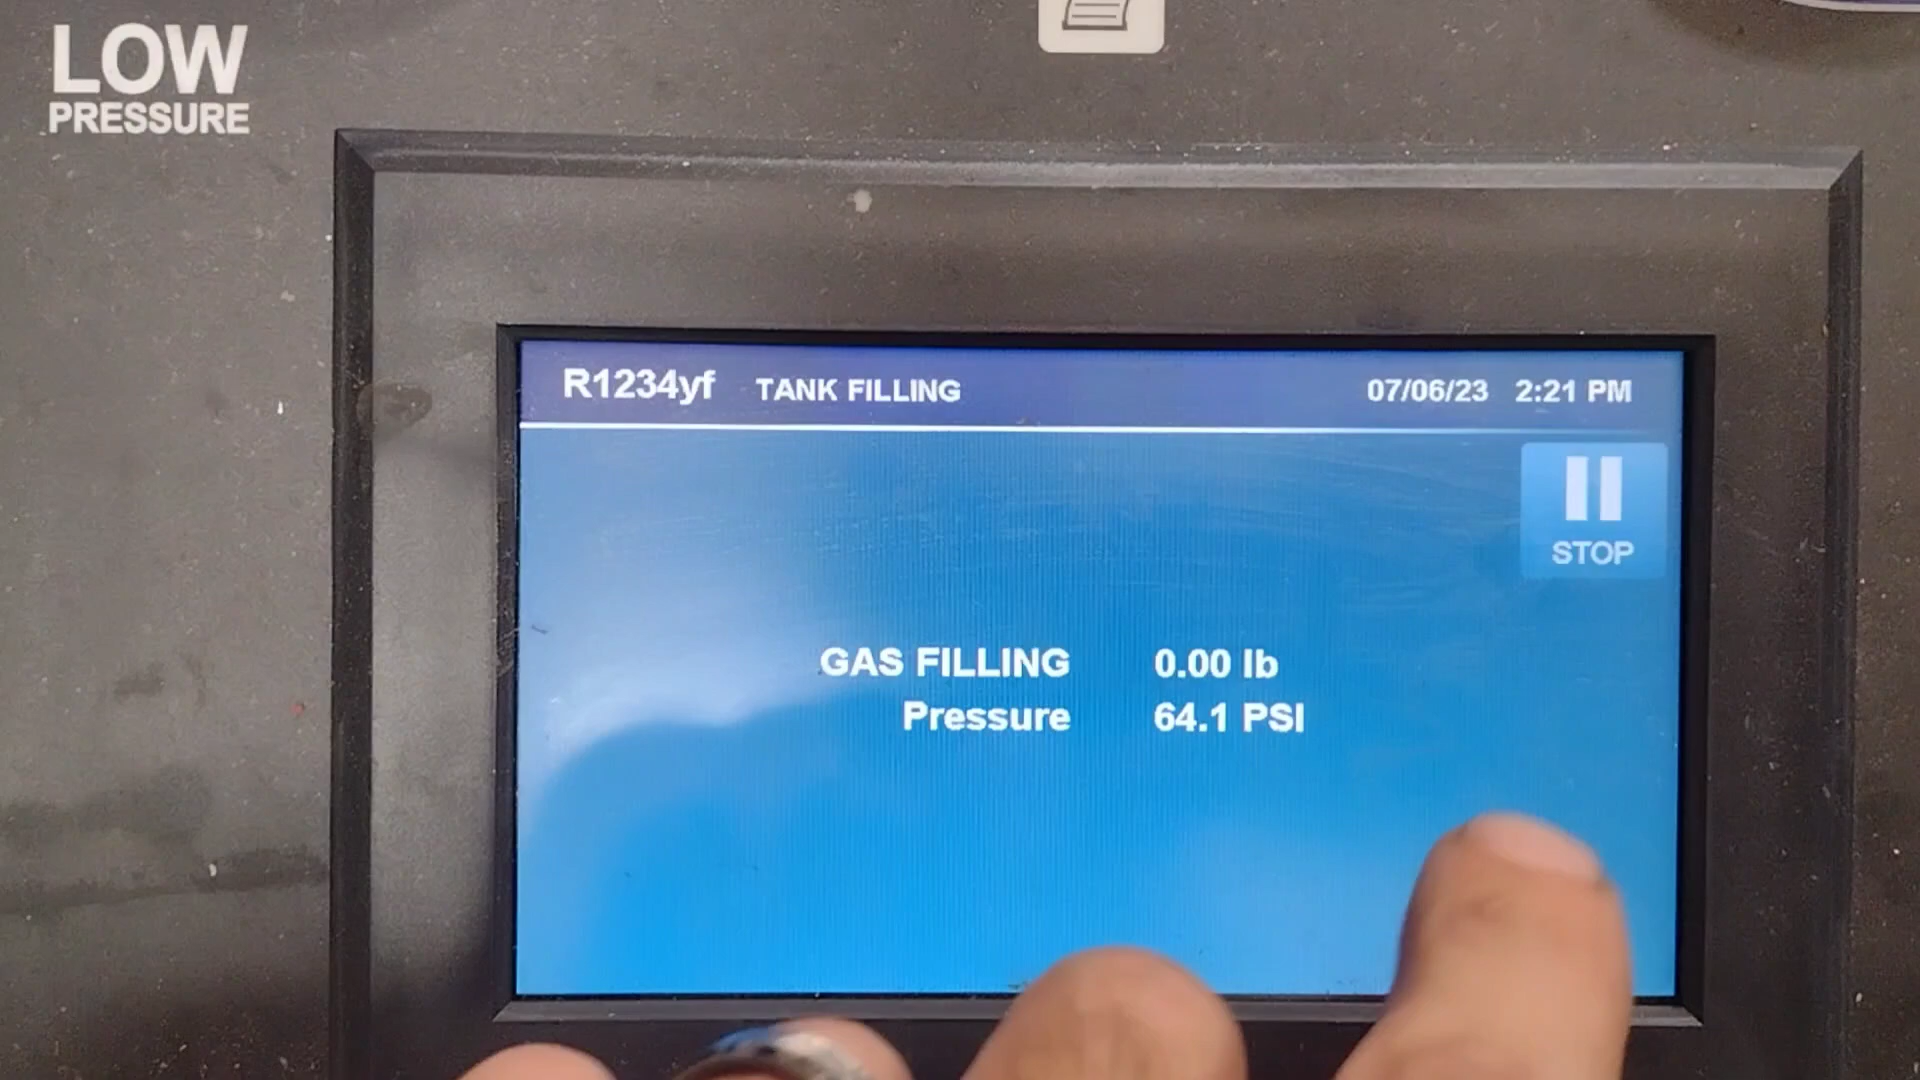 LOW
PRESSURE
R1234yf TANK FILLING 07/06/23 2:21 PM
STOP
GAS FILLING 0.00 lb
Pressure 64.1 PSI